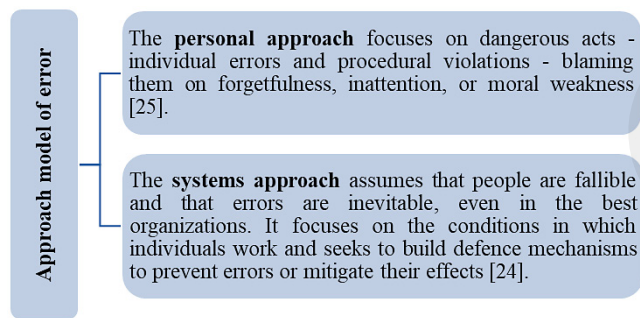 Approach model of error
The personal approach focuses on dangerous acts -
individual errors and procedural violations - blaming
them on forgetfulness, inattention, or moral weakness
[25].
The systems approach assumes that people are fallible
and that errors are inevitable, even in the best
organizations. It focuses on the conditions in which
individuals work and seeks to build defence mechanisms
to prevent errors or mitigate their effects [24].